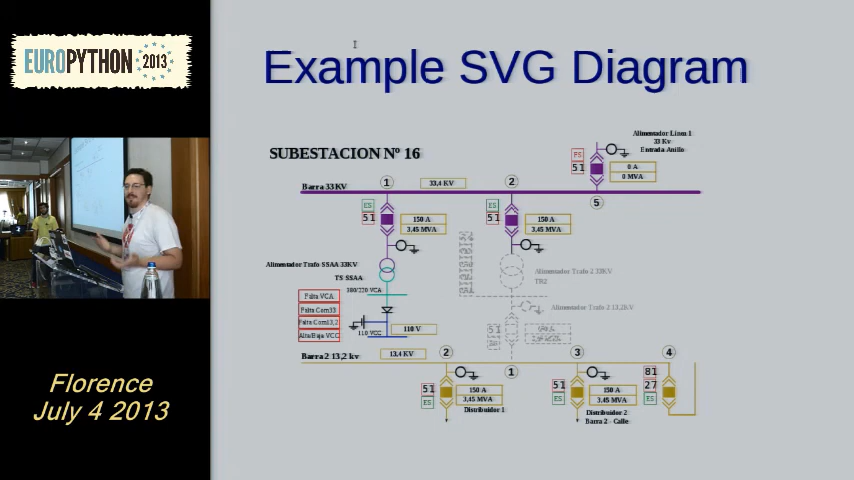 EUROPYTHON 2013
Example SVG Diagram
SUBESTACION Nº 16
Alimentador Linea 1
33 Kv
Entrada Anillo
FS
51
0 A
0 MVA
5
Barra 33KV
1
33,4 KV
2
ES
51
150 A
3,45 MVA
ES
51
150 A
3,45 MVA
Alimentador Trafo SSAA 33KV
TS SSAA
380/220 VCA
Alimentador Trafo 2 33KV
TR2
Falta VCA
Falta Com33
Falta Com13,2
Alta/Baja VCC
110 VCC
110 V
Alimentador Trafo 2 13,2KV
51
Barra 2 13,2 kv
13,4 KV
2
1
3
4
51
ES
150 A
3,45 MVA
Distribuidor 1
51
ES
150 A
3,45 MVA
Distribuidor 2
Barra 2 - Calle
81
27
ES
Florence
July 4 2013